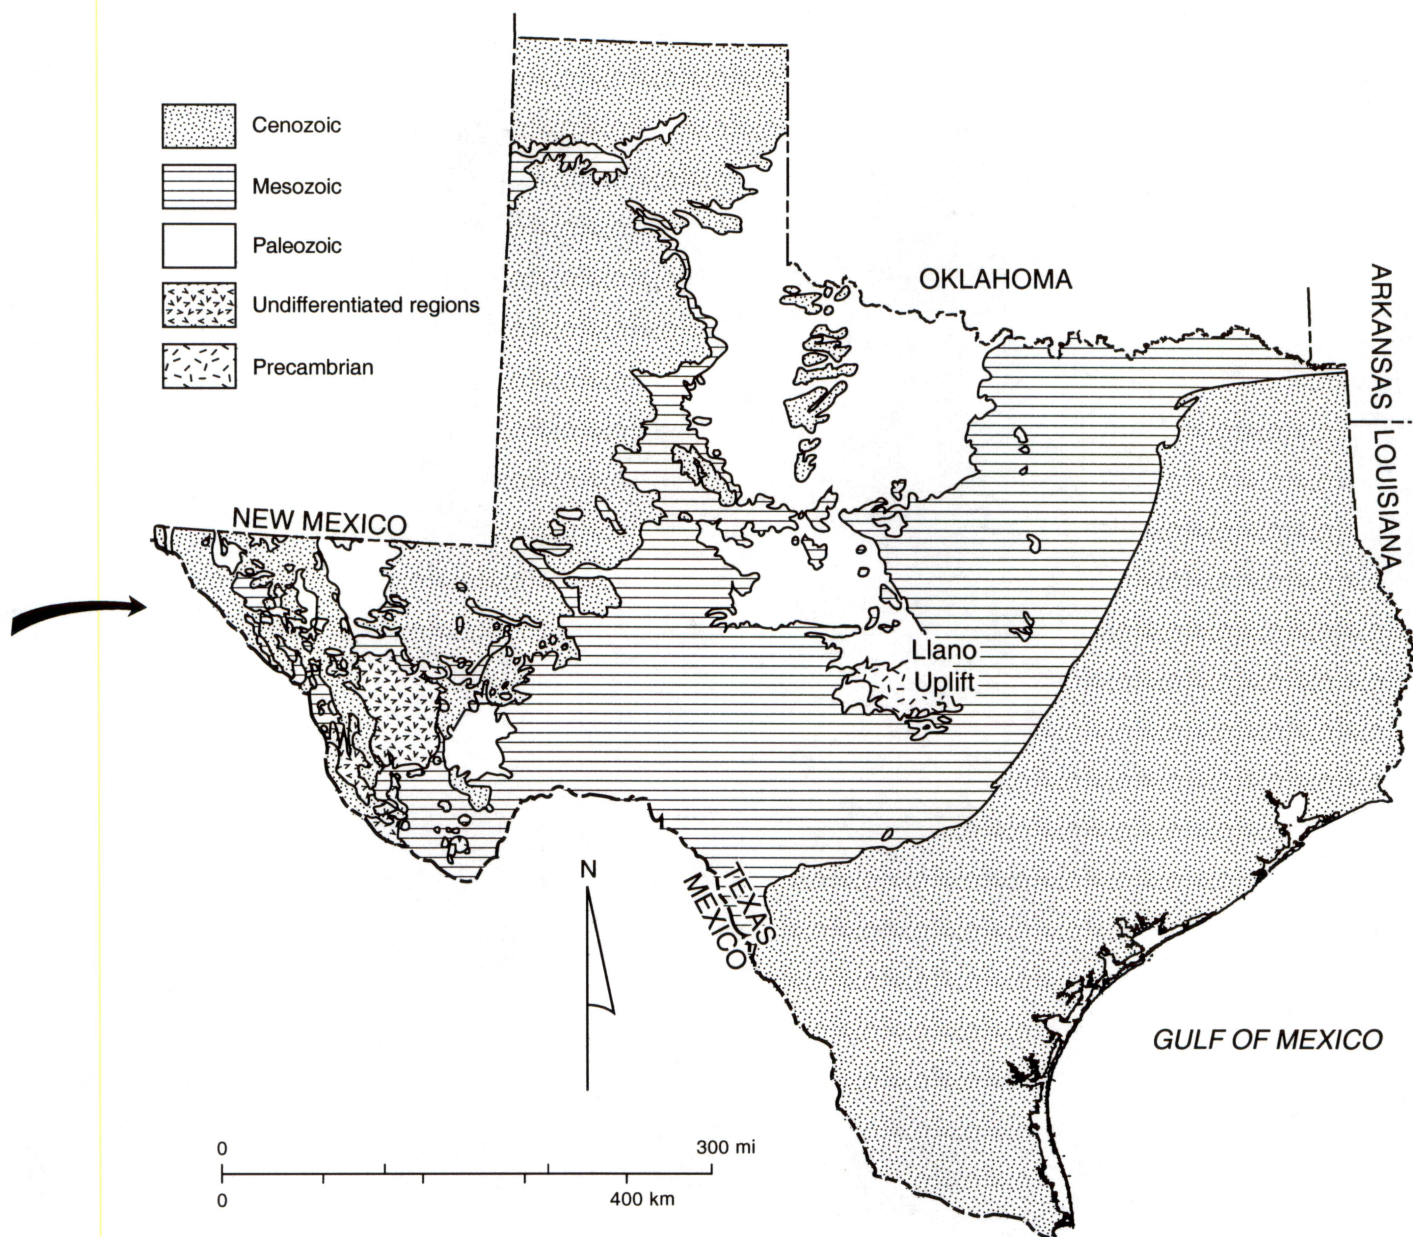 Cenozoic
Mesozoic
Paleozoic
Undifferentiated regions
Precambrian
OKLAHOMA
ARKANSAS
LOUISIANA
NEW MEXICO
Llano
Uplift
TEXAS
MEXICO
N
GULF OF MEXICO
0 300 mi
0 400 km